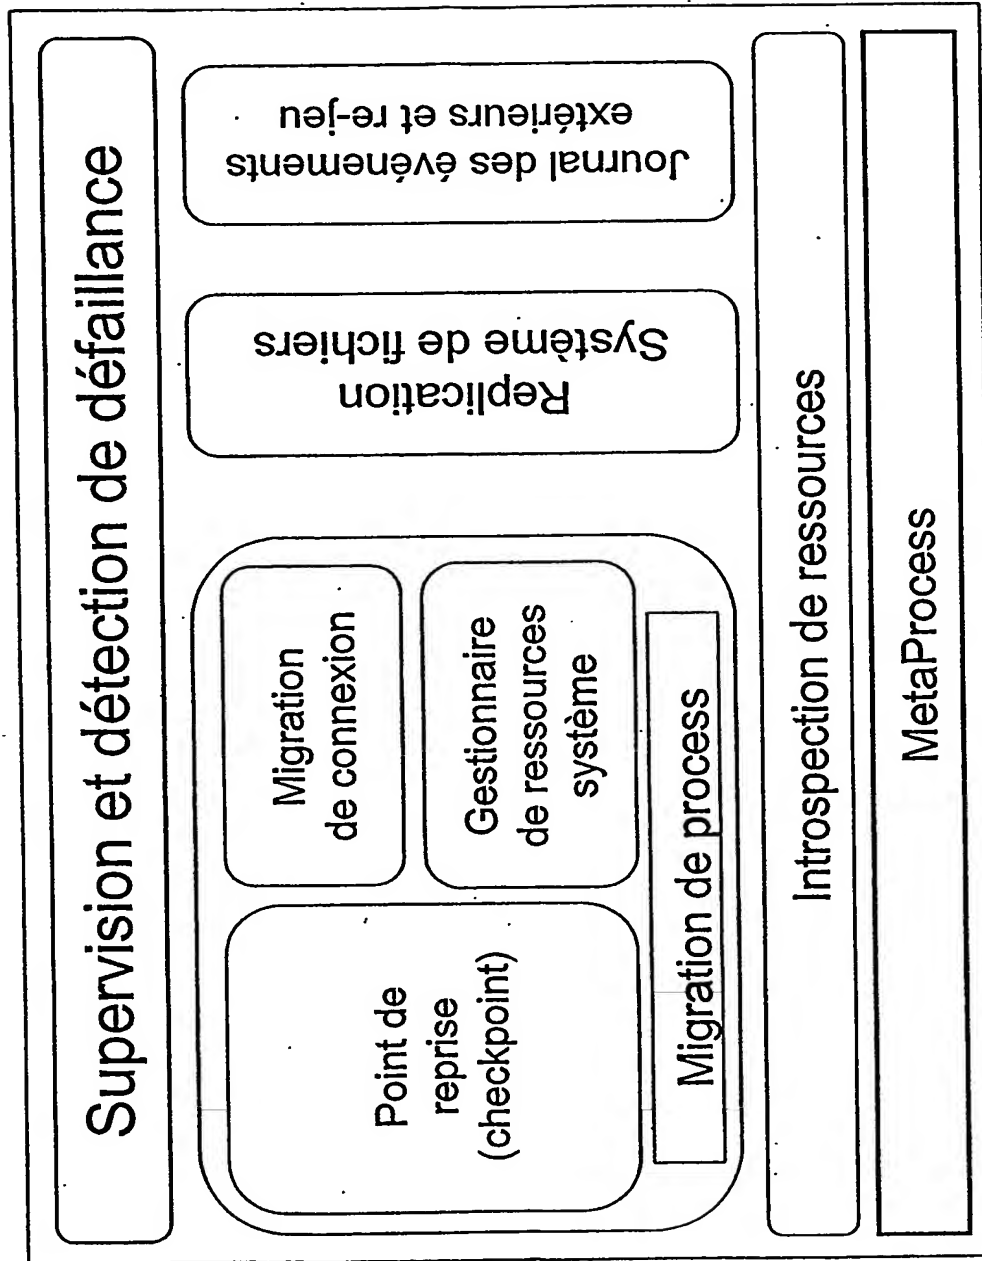 Supervision et détection de défaillance
Point de
reprise
(checkpoint)
Migration
de connexion
Gestionnaire
de ressources
système
Migration de process
Replication
Système de fichiers
Journal des événements
extérieurs et re-jeu
Introspection de ressources
MetaProcess